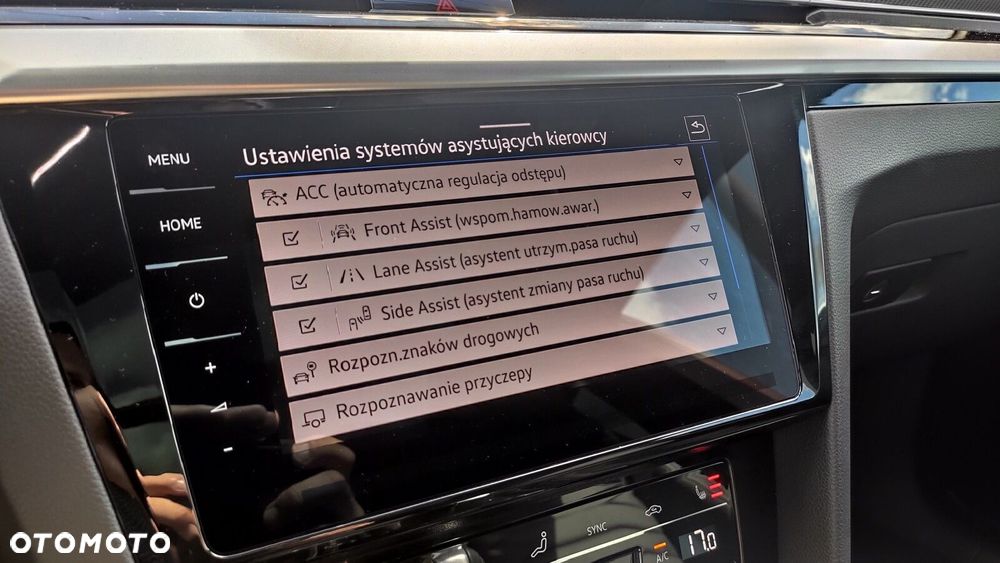 MENU
HOME
Ustawienia systemów asystujących kierowcy
ACC (automatyczna regulacja odstępu)
Front Assist (wspom.hamow.awar.)
Lane Assist (asystent utrzym.pasa ruchu)
Side Assist (asystent zmiany pasa ruchu)
Rozpozn.znaków drogowych
Rozpoznawanie przyczepy
+
-
SYNC
A/C
17.0
OTOMOTO